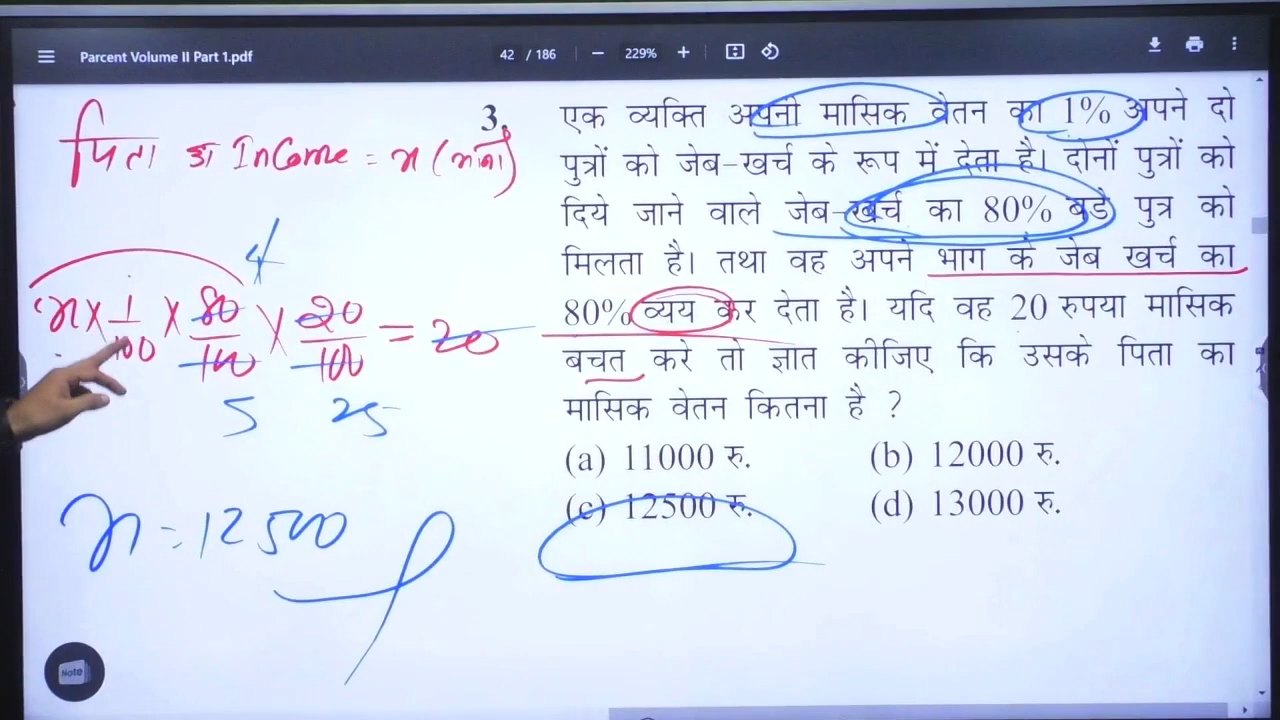 Parcent Volume II Part 1.pdf
42 / 186
229%
पिता का Income = x (माना)
x × 1/100 × 80/100 × 20/100 = 20
4
5 25
x = 12500
3. एक व्यक्ति अपनी मासिक वेतन का 1% अपने दो
पुत्रों को जेब-खर्च के रूप में देता है। दोनों पुत्रों को
दिये जाने वाले जेब-खर्च का 80% बडे पुत्र को
मिलता है। तथा वह अपने भाग के जेब खर्च का
80% व्यय कर देता है। यदि वह 20 रुपया मासिक
बचत करे तो ज्ञात कीजिए कि उसके पिता का
मासिक वेतन कितना है ?
(a) 11000 रु. (b) 12000 रु.
(c) 12500 रु. (d) 13000 रु.
Note